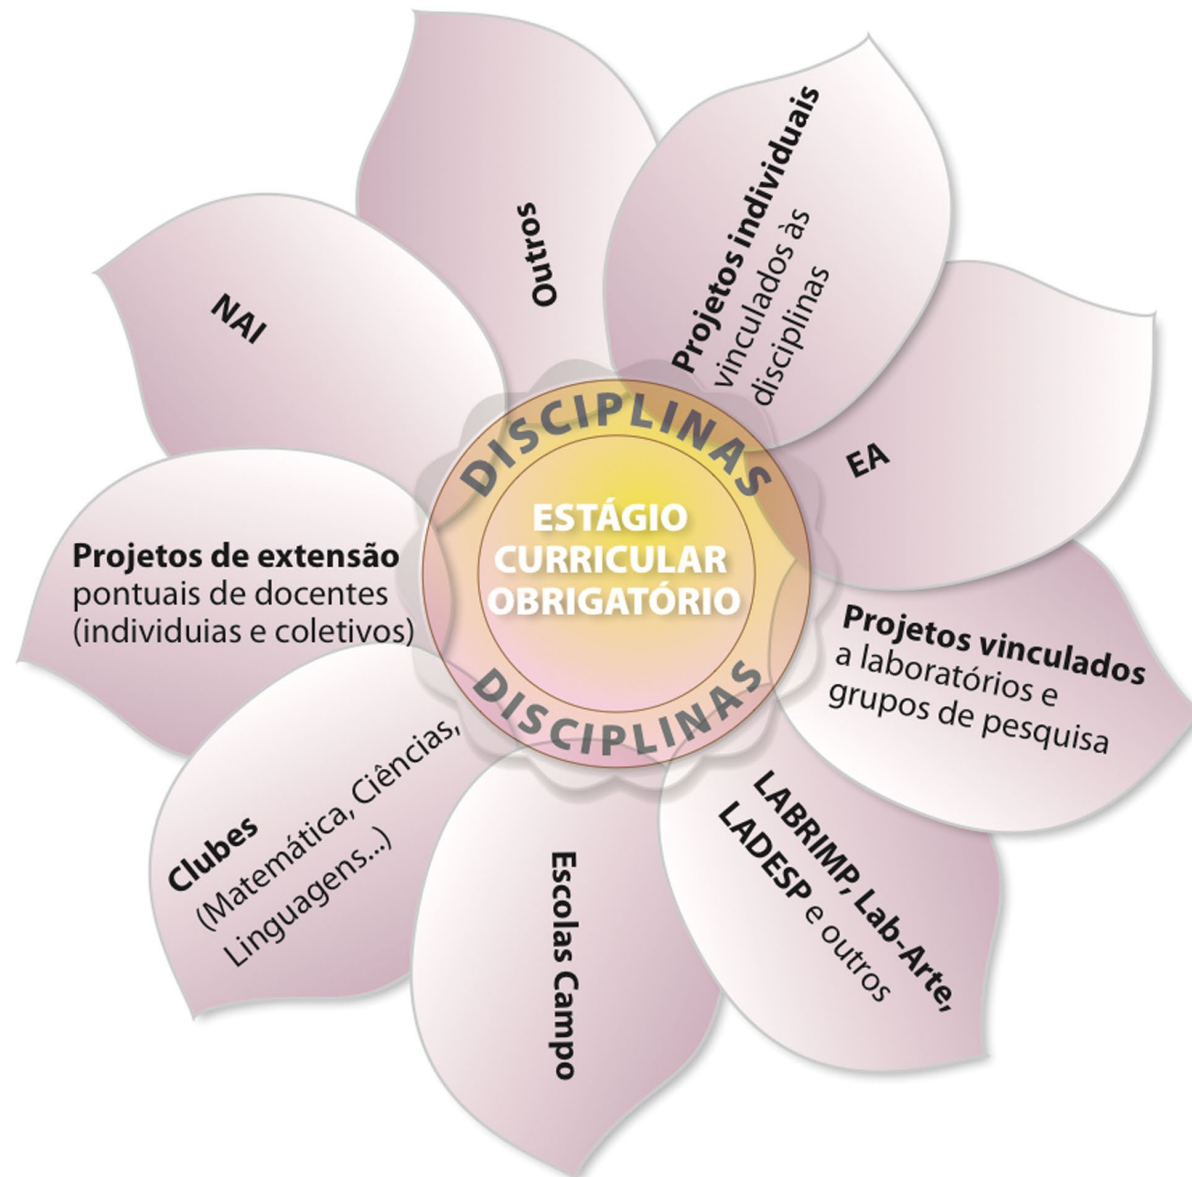 Outros
Projetos individuais
vinculados às
disciplinas
NAI
EA
DISCIPLINAS
ESTÁGIO
CURRICULAR
OBRIGATÓRIO
DISCIPLINAS
Projetos de extensão
pontuais de docentes
(individuias e coletivos)
Projetos vinculados
a laboratórios e
grupos de pesquisa
Clubes
(Matemática, Ciências,
Linguagens...)
Escolas Campo
LABRIMP, Lab-Arte,
LADESP e outros